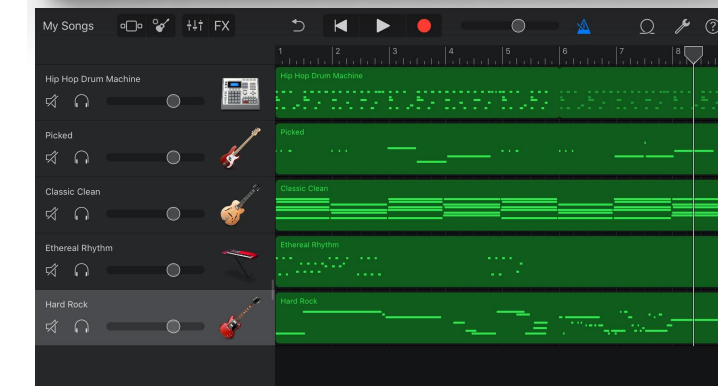 My Songs FX
1 2 3 4 5 6 7 8
Hip Hop Drum Machine
Hip Hop Drum Machine
Picked
Picked
Classic Clean
Classic Clean
Ethereal Rhythm
Ethereal Rhythm
Hard Rock
Hard Rock